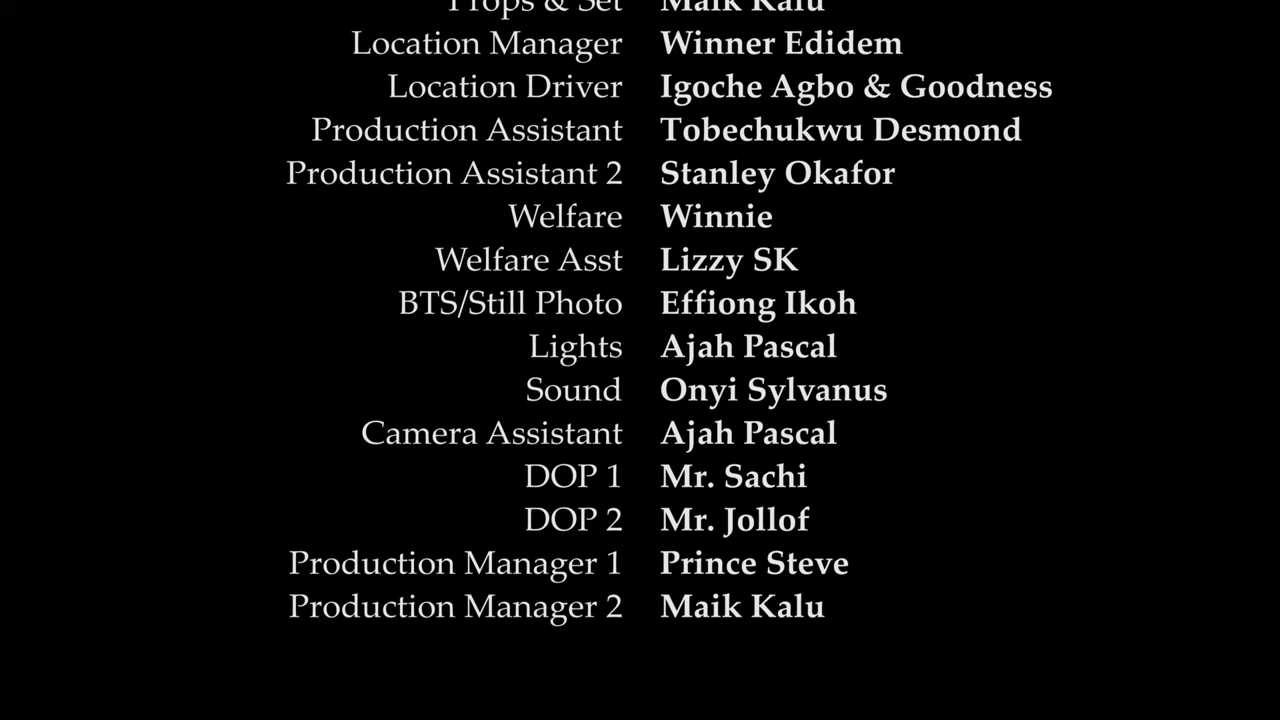 Props & Set Maik Kalu
Location Manager Winner Edidem
Location Driver Igoche Agbo & Goodness
Production Assistant Tobechukwu Desmond
Production Assistant 2 Stanley Okafor
Welfare Winnie
Welfare Asst Lizzy SK
BTS/Still Photo Effiong Ikoh
Lights Ajah Pascal
Sound Onyi Sylvanus
Camera Assistant Ajah Pascal
DOP 1 Mr. Sachi
DOP 2 Mr. Jollof
Production Manager 1 Prince Steve
Production Manager 2 Maik Kalu